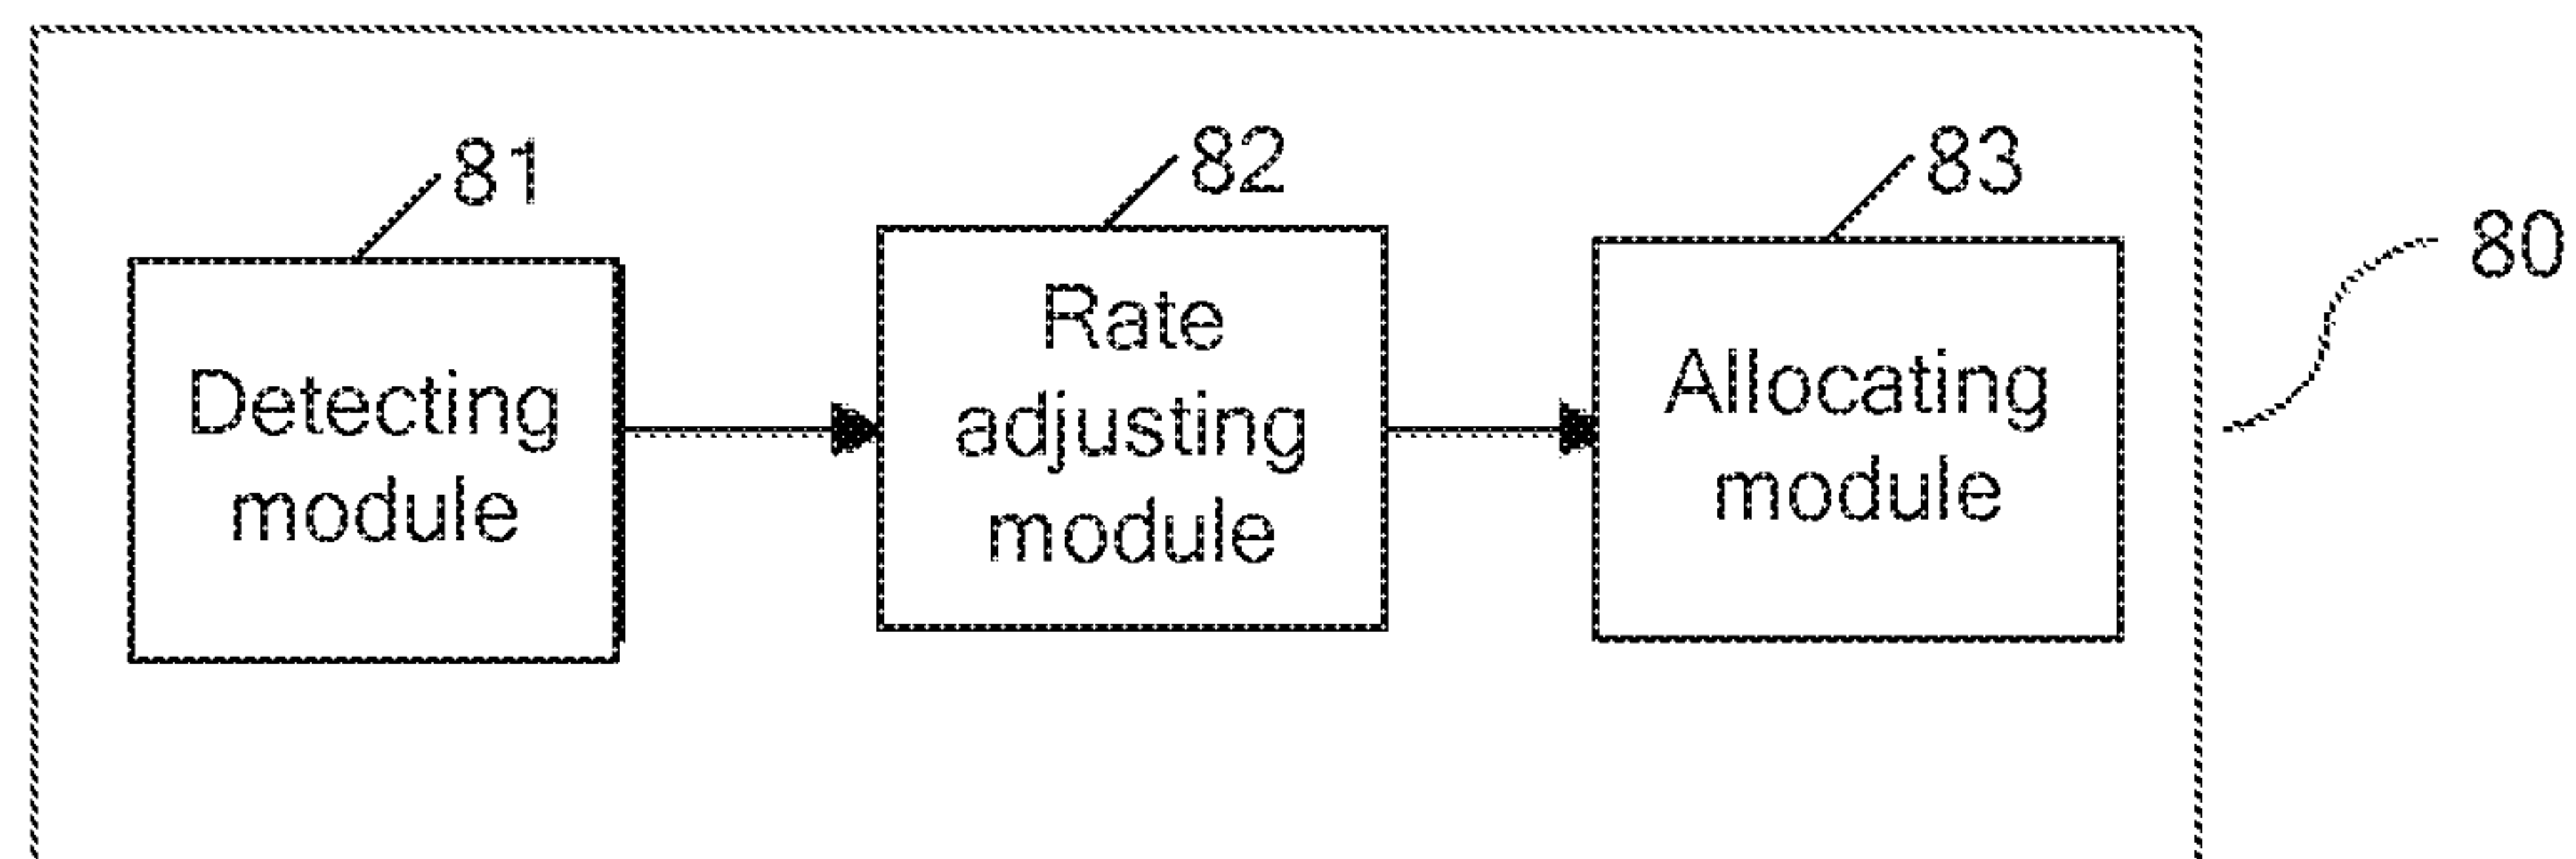 81
82
83
80
Detecting
module
Rate
adjusting
module
Allocating
module